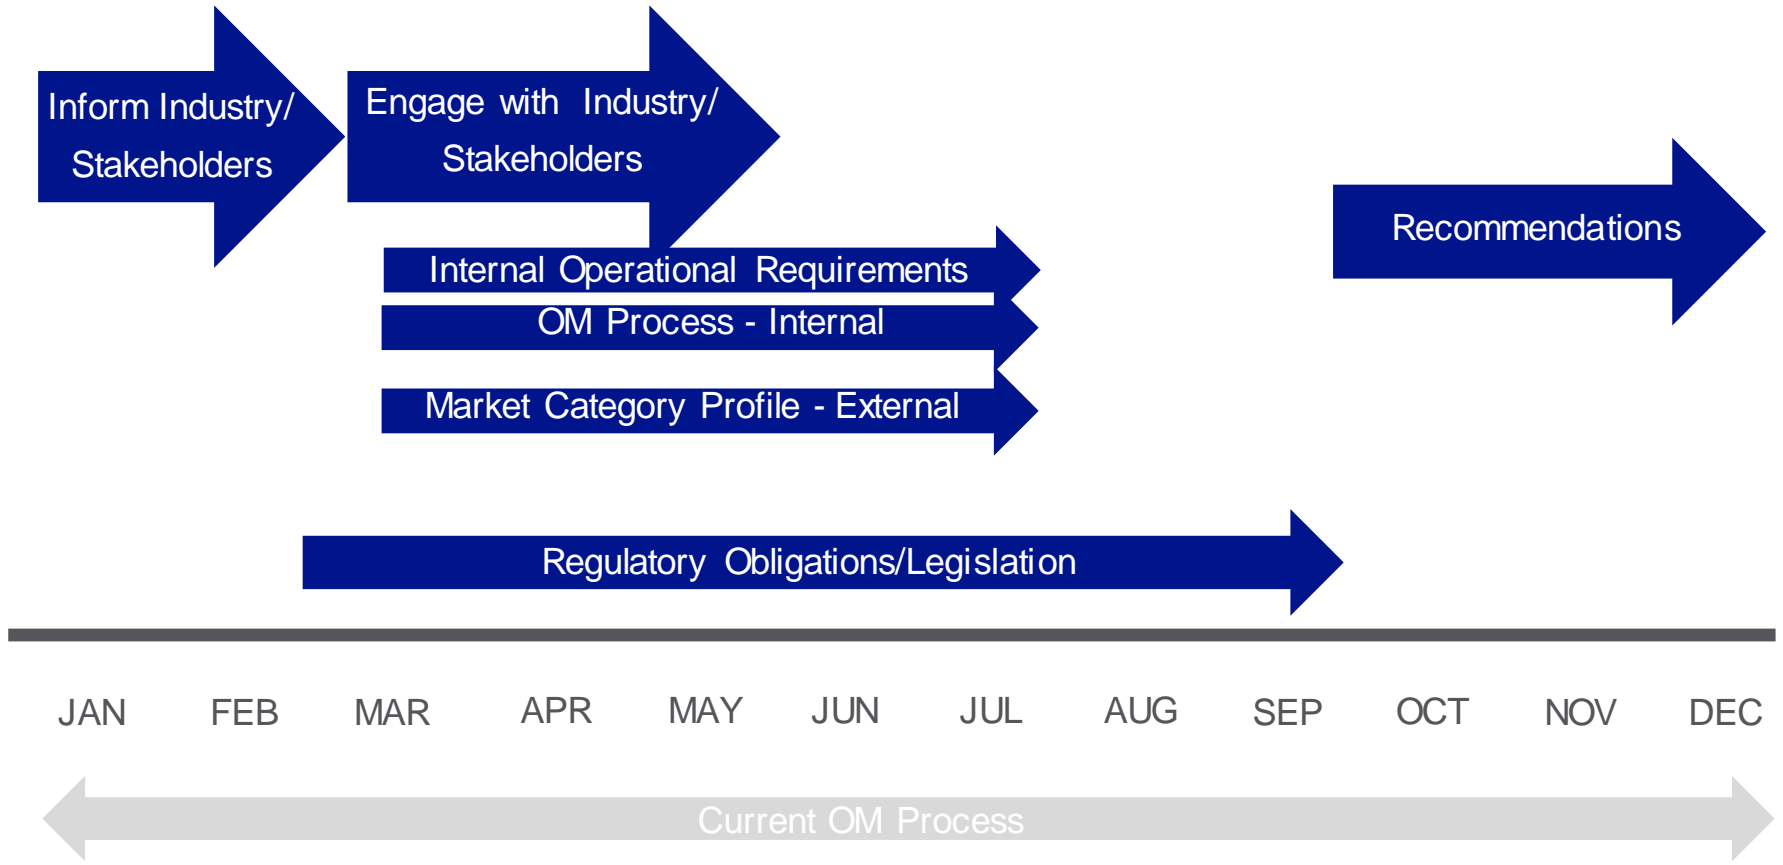 Inform Industry/
Stakeholders
Engage with Industry/
Stakeholders
Recommendations
Internal Operational Requirements
OM Process - Internal
Market Category Profile - External
Regulatory Obligations/Legislation
JAN FEB MAR APR MAY JUN JUL AUG SEP OCT NOV DEC
Current OM Process